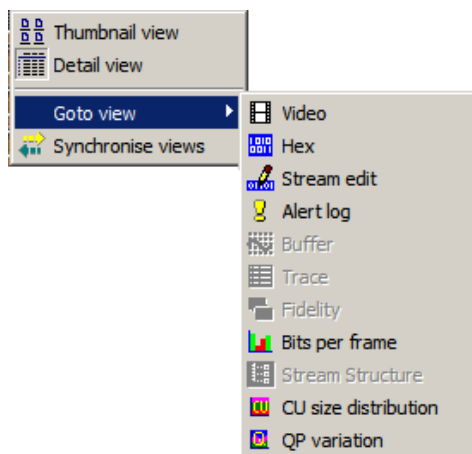 Thumbnail view
Detail view
Goto view
Synchronise views
Video
Hex
Stream edit
Alert log
Buffer
Trace
Fidelity
Bits per frame
Stream Structure
CU size distribution
QP variation